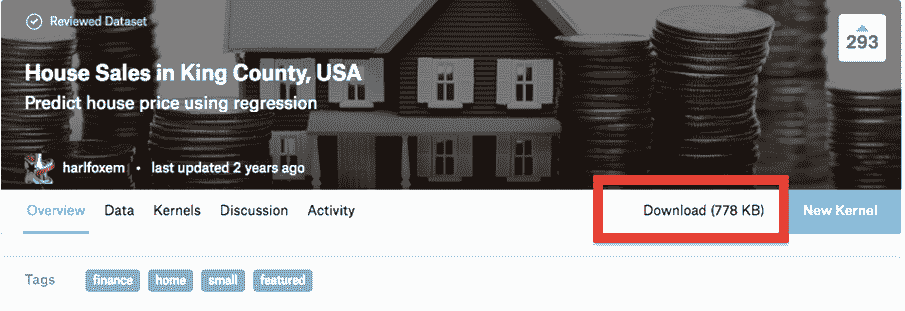 Reviewed Dataset
293
House Sales in King County, USA
Predict house price using regression
harlfoxem • last updated 2 years ago
Overview Data Kernels Discussion Activity Download (778 KB) New Kernel
Tags finance home small featured